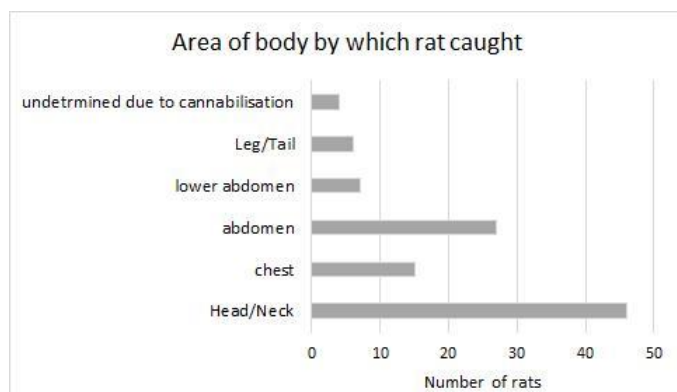 Area of body by which rat caught
undetrmined due to cannabilisation
Leg/Tail
lower abdomen
abdomen
chest
Head/Neck
0 10 20 30 40 50
Number of rats